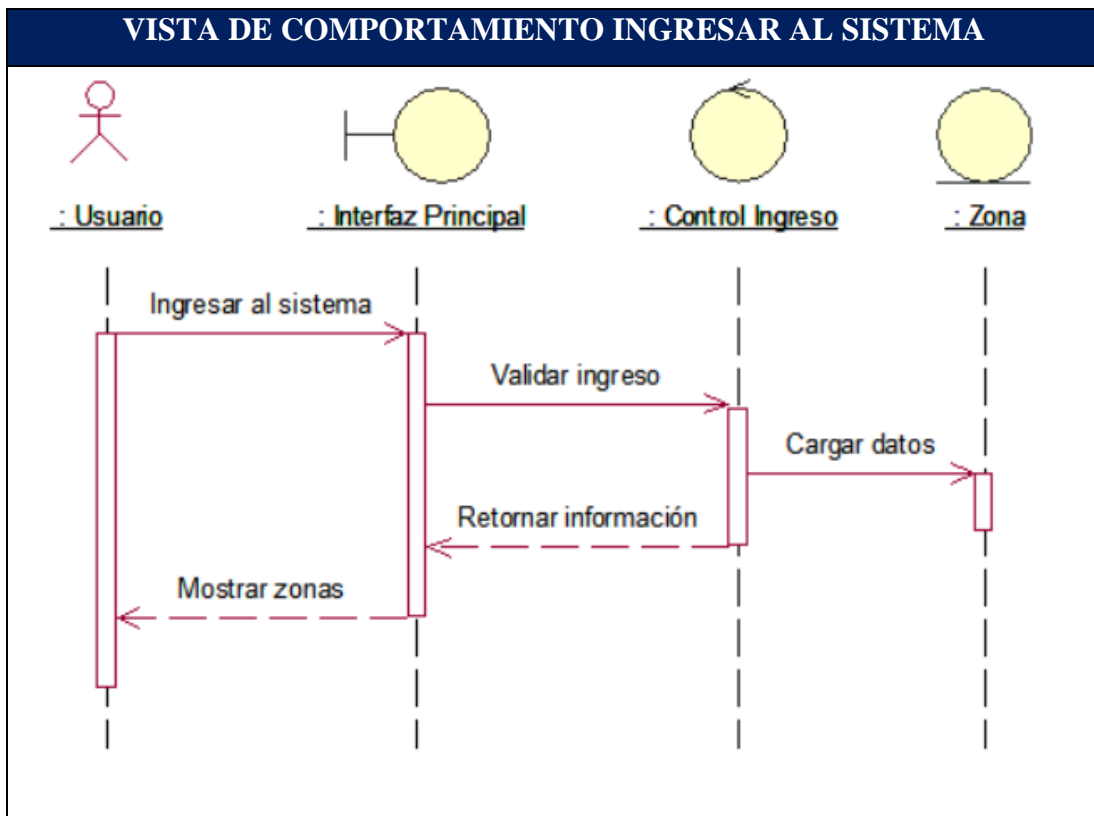 VISTA DE COMPORTAMIENTO INGRESAR AL SISTEMA
: Usuario
: Interfaz Principal
: Control Ingreso
: Zona
Ingresar al sistema
Validar ingreso
Cargar datos
Retornar información
Mostrar zonas